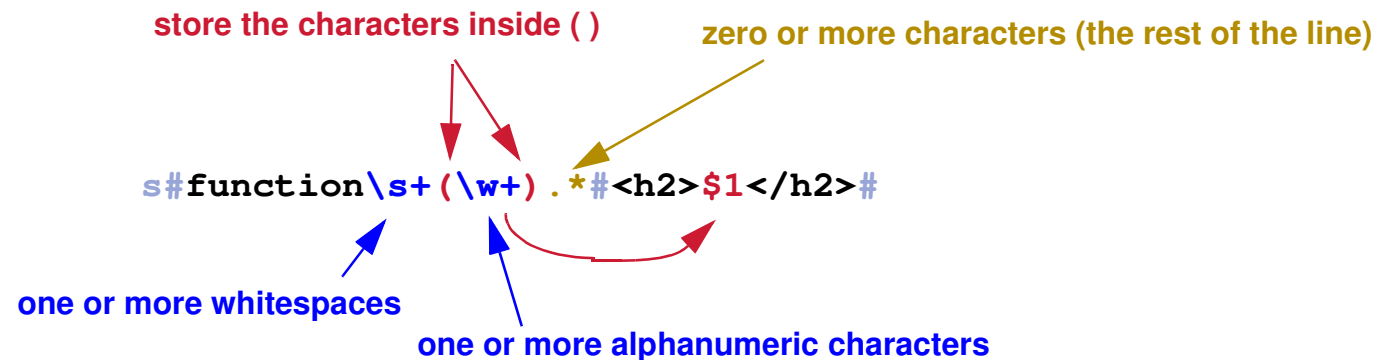 store the characters inside ( )
zero or more characters (the rest of the line)
s#function\s+(\w+).*#<h2>$1</h2>#
one or more whitespaces
one or more alphanumeric characters